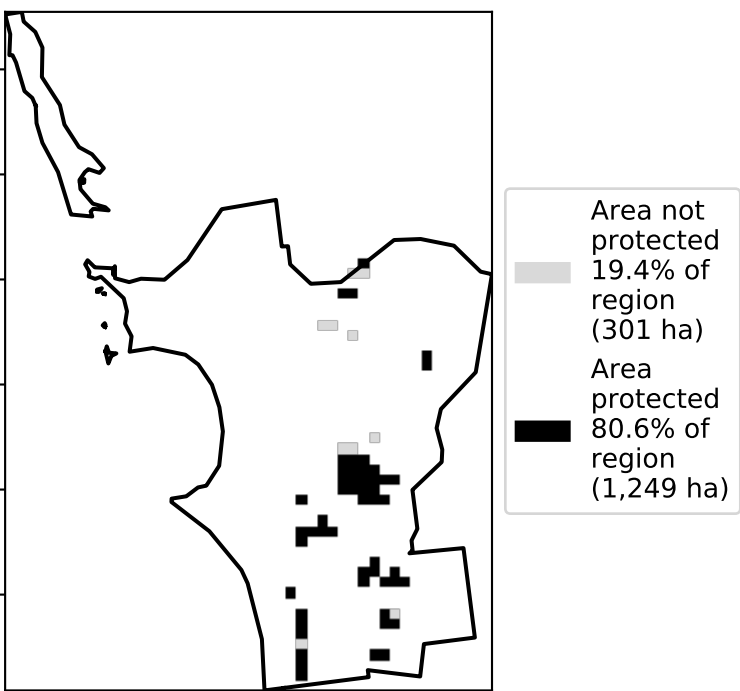 Area not
protected
19.4% of
region
(301 ha)
Area
protected
80.6% of
region
(1,249 ha)